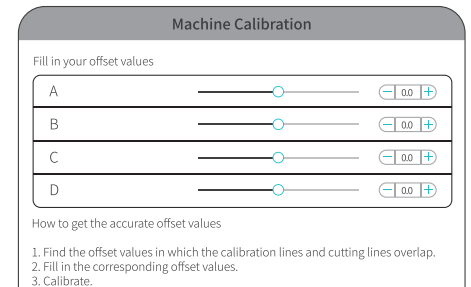 Machine Calibration
Fill in your offset values
A 0.0
B 0.0
C 0.0
D 0.0
How to get the accurate offset values
1. Find the offset values in which the calibration lines and cutting lines overlap.
2. Fill in the corresponding offset values.
3. Calibrate.